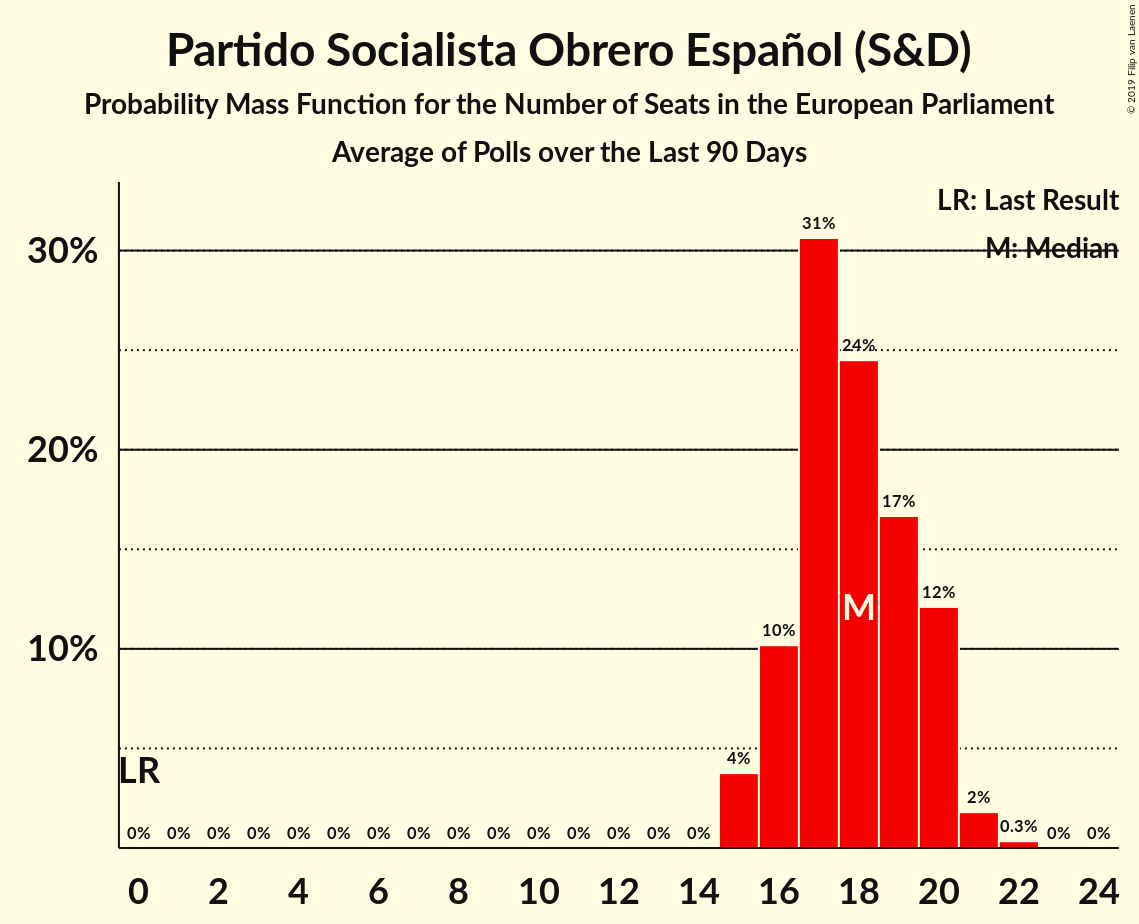 Partido Socialista Obrero Español (S&D)
Probability Mass Function for the Number of Seats in the European Parliament
Average of Polls over the Last 90 Days
© 2019 Filip van Laenen
LR: Last Result
M: Median
30%
20%
10%
31%
24%
17%
12%
10%
4%
2%
0.3%
M
LR
0% 0% 0% 0% 0% 0% 0% 0% 0% 0% 0% 0% 0% 0% 0% 0% 0%
0 2 4 6 8 10 12 14 16 18 20 22 24